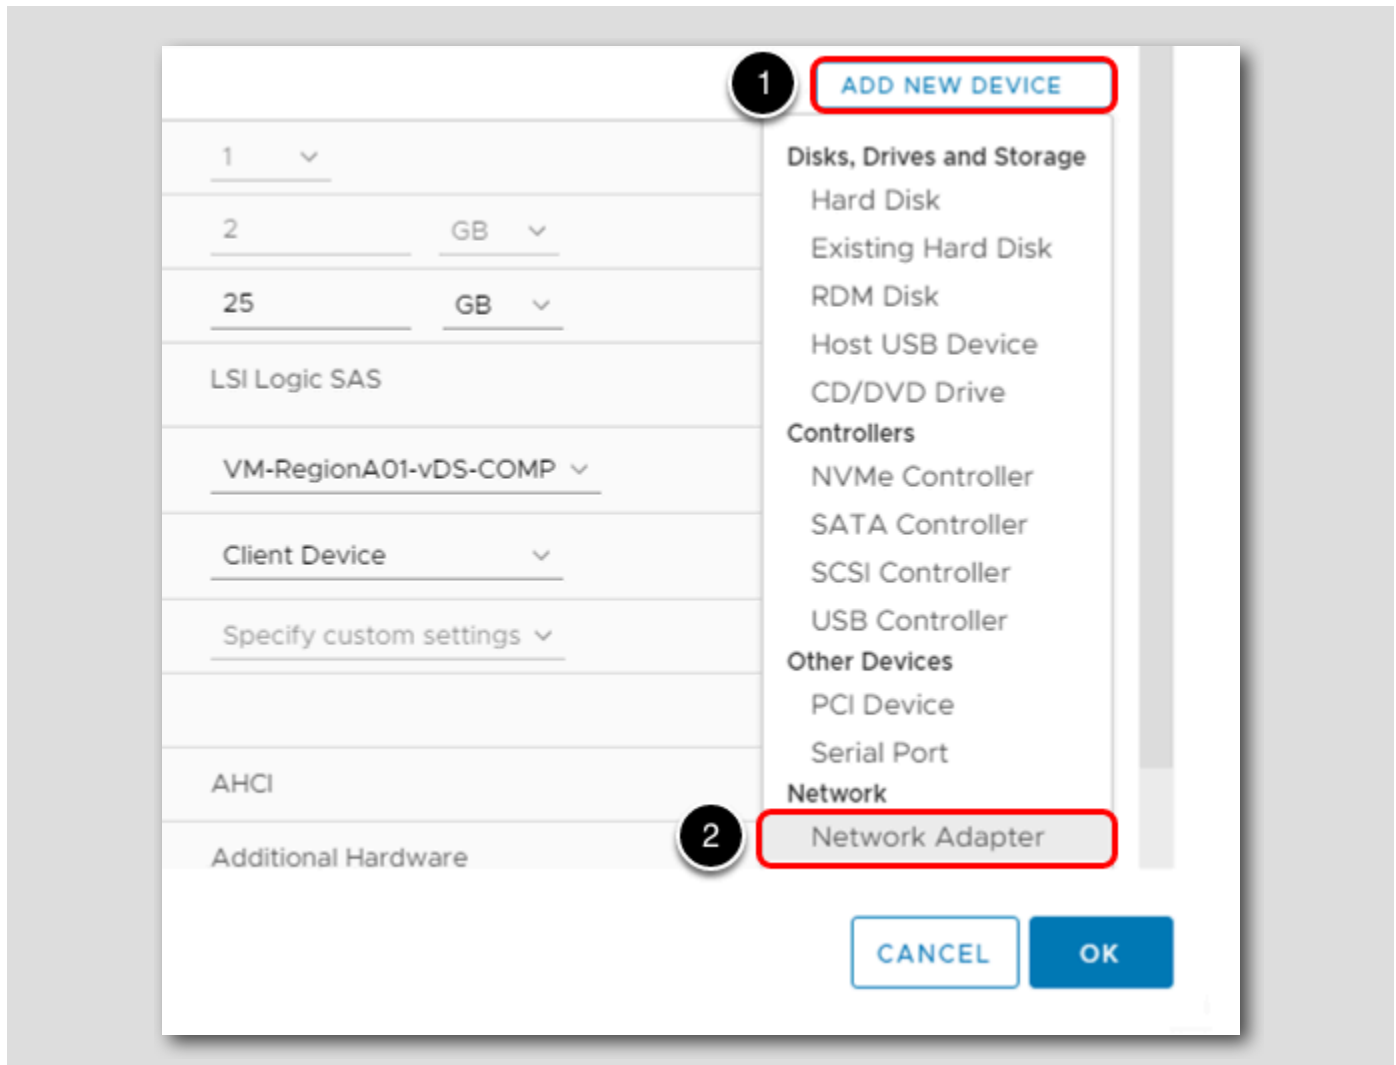 1
ADD NEW DEVICE
1
2 GB
25 GB
LSI Logic SAS
VM-RegionA01-vDS-COMP
Client Device
Specify custom settings
AHCI
Additional Hardware
Disks, Drives and Storage
Hard Disk
Existing Hard Disk
RDM Disk
Host USB Device
CD/DVD Drive
Controllers
NVMe Controller
SATA Controller
SCSI Controller
USB Controller
Other Devices
PCI Device
Serial Port
Network
2
Network Adapter
CANCEL
OK